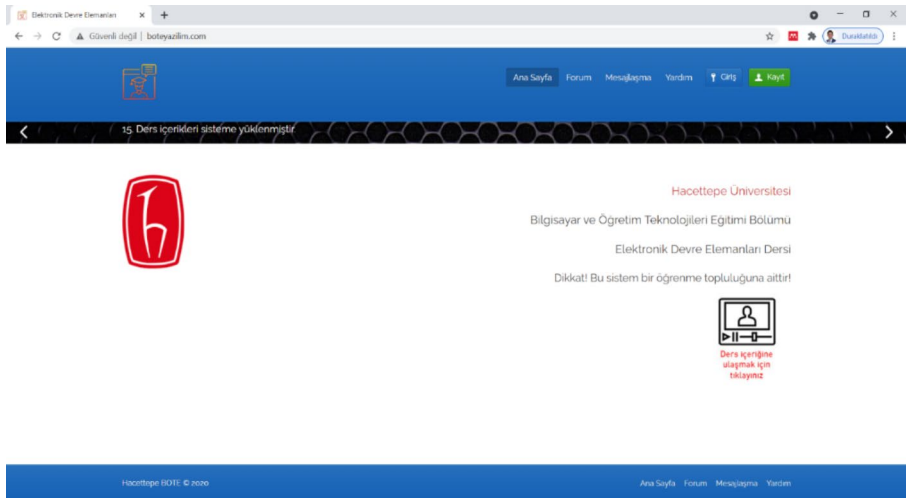 Elektronik Devre Elemanları
Güvenli değil | boteyazilim.com
Duraklatıldı
Ana Sayfa Forum Mesajlaşma Yardım Giriş Kayıt
15. Ders içerikleri sisteme yüklenmiştir.
Hacettepe Üniversitesi
Bilgisayar ve Öğretim Teknolojileri Eğitimi Bölümü
Elektronik Devre Elemanları Dersi
Dikkat! Bu sistem bir öğrenme topluluğuna aittir!
Ders içeriğine
ulaşmak için
tıklayınız
Hacettepe BÖTE © 2020
Ana Sayfa Forum Mesajlaşma Yardım